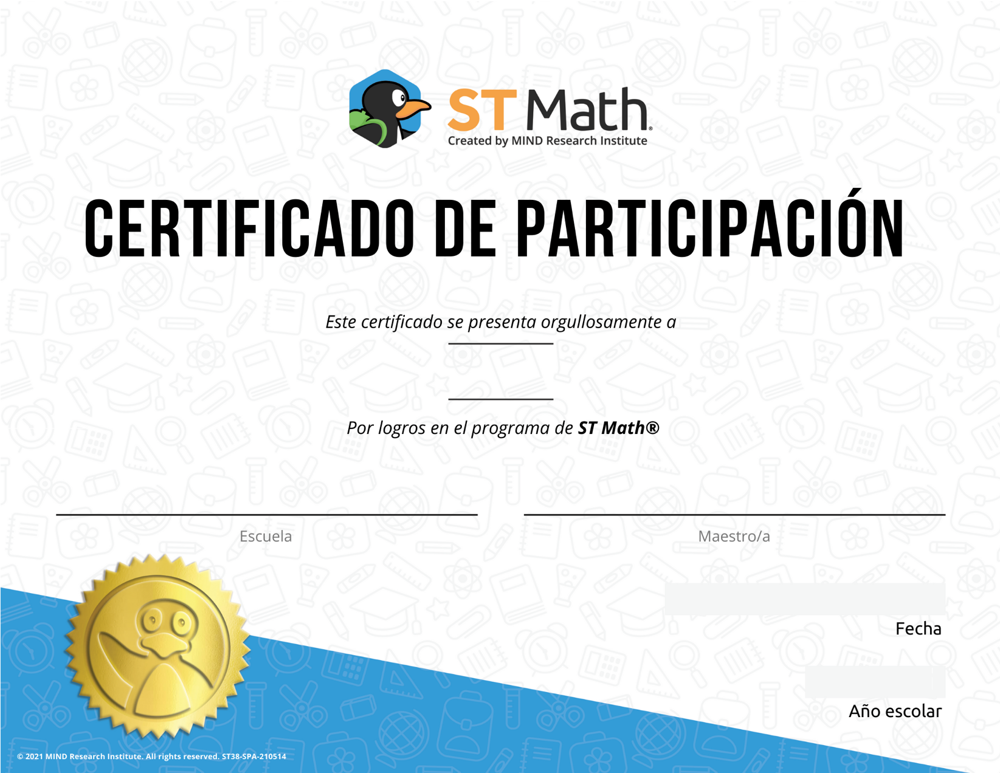 ST Math®
Created by MIND Research Institute
CERTIFICADO DE PARTICIPACIÓN
Este certificado se presenta orgullosamente a
Por logros en el programa de ST Math®
Escuela
Maestro/a
Fecha
Año escolar
© 2021 MIND Research Institute. All rights reserved. ST38-SPA-210514